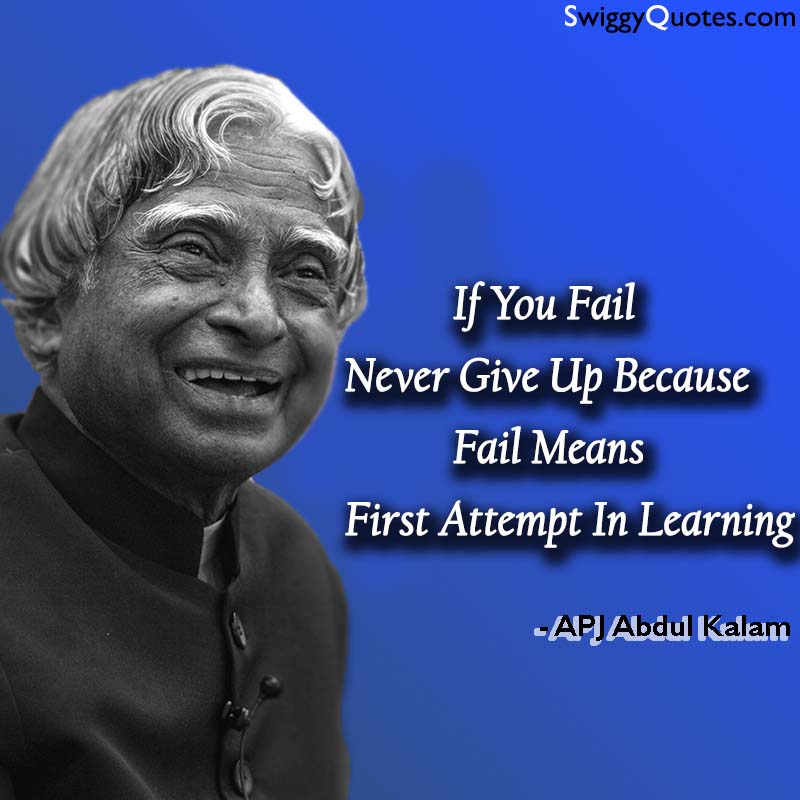 SwiggyQuotes.com
If You Fail
Never Give Up Because
Fail Means
First Attempt In Learning
- APJ Abdul Kalam